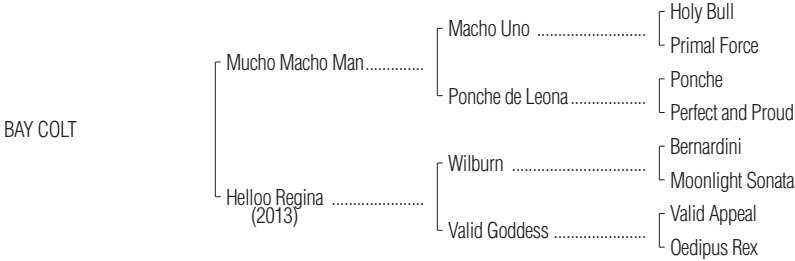 Holy Bull
Macho Uno ..........................
Primal Force
Mucho Macho Man..............
Ponche
Ponche de Leona..................
Perfect and Proud
BAY COLT
Bernardini
Wilburn ................................
Moonlight Sonata
Helloo Regina ......................
(2013)
Valid Appeal
Valid Goddess ......................
Oedipus Rex